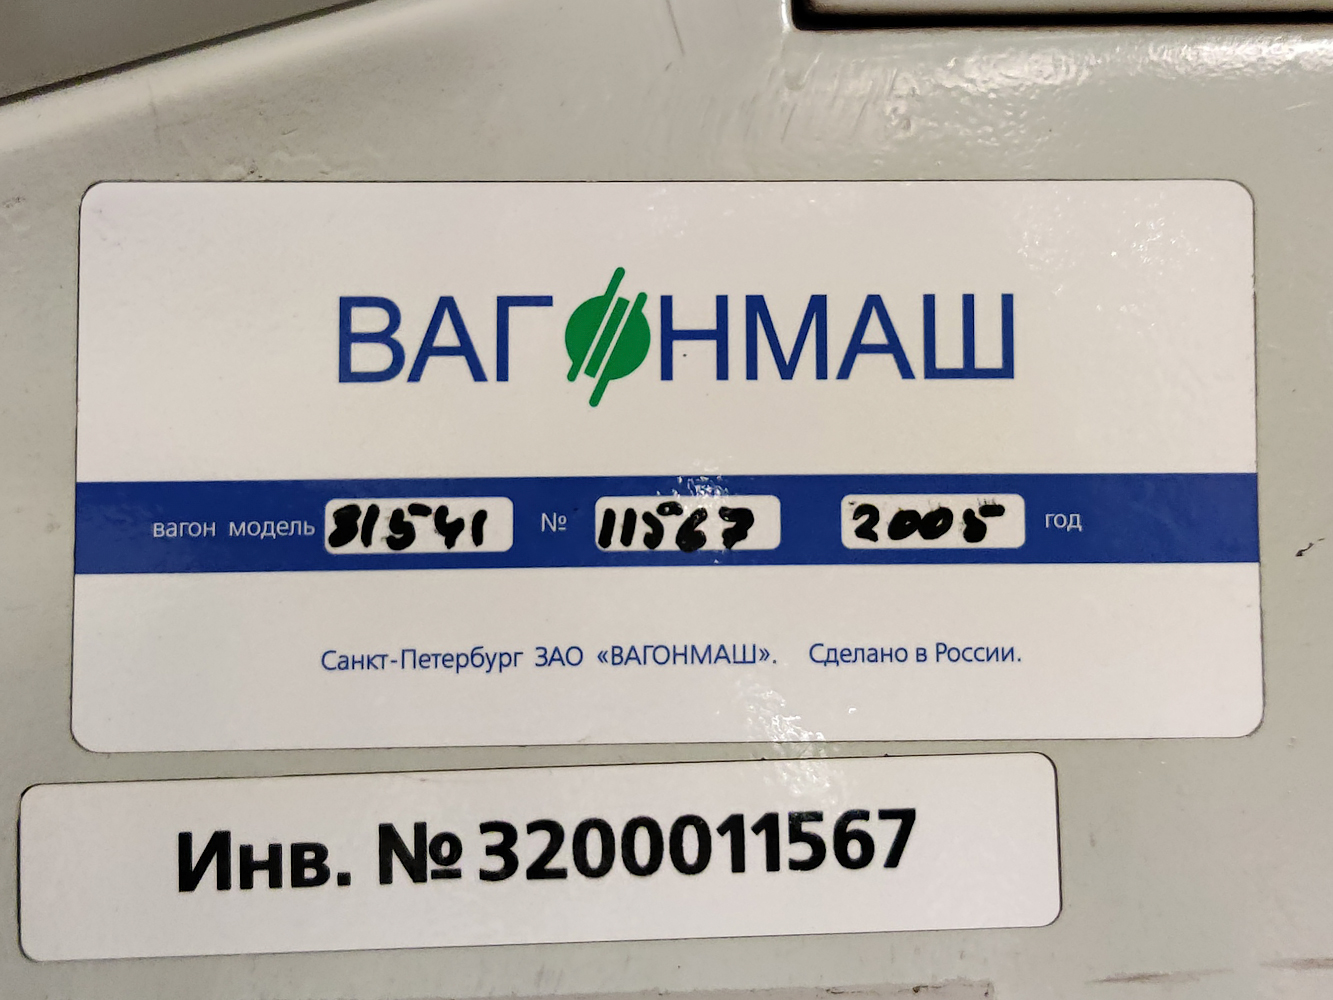 ВАГОНМАШ
вагон модель 81541 № 11567 2005 год
Санкт-Петербург ЗАО «ВАГОНМАШ». Сделано в России.
Инв. №3200011567